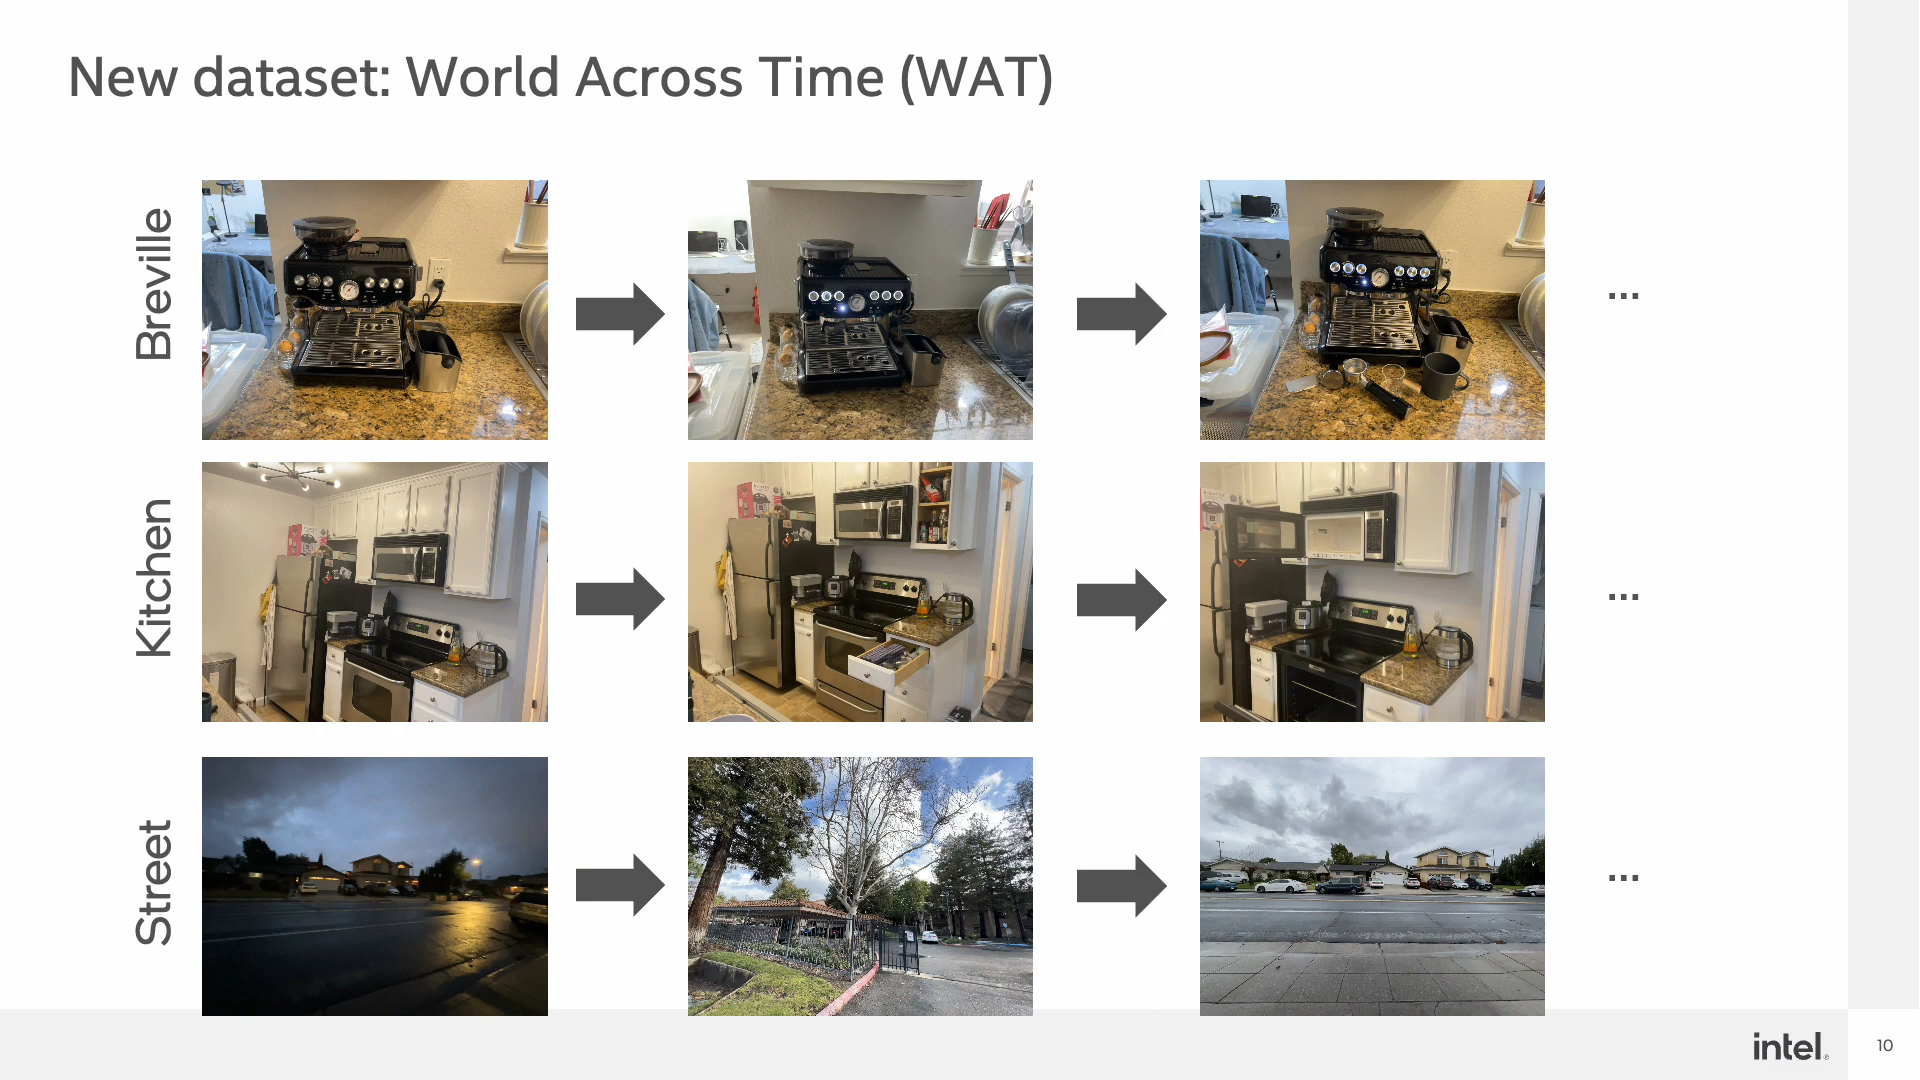 New dataset: World Across Time (WAT)
Breville
...
Kitchen
...
Street
...
intel
10